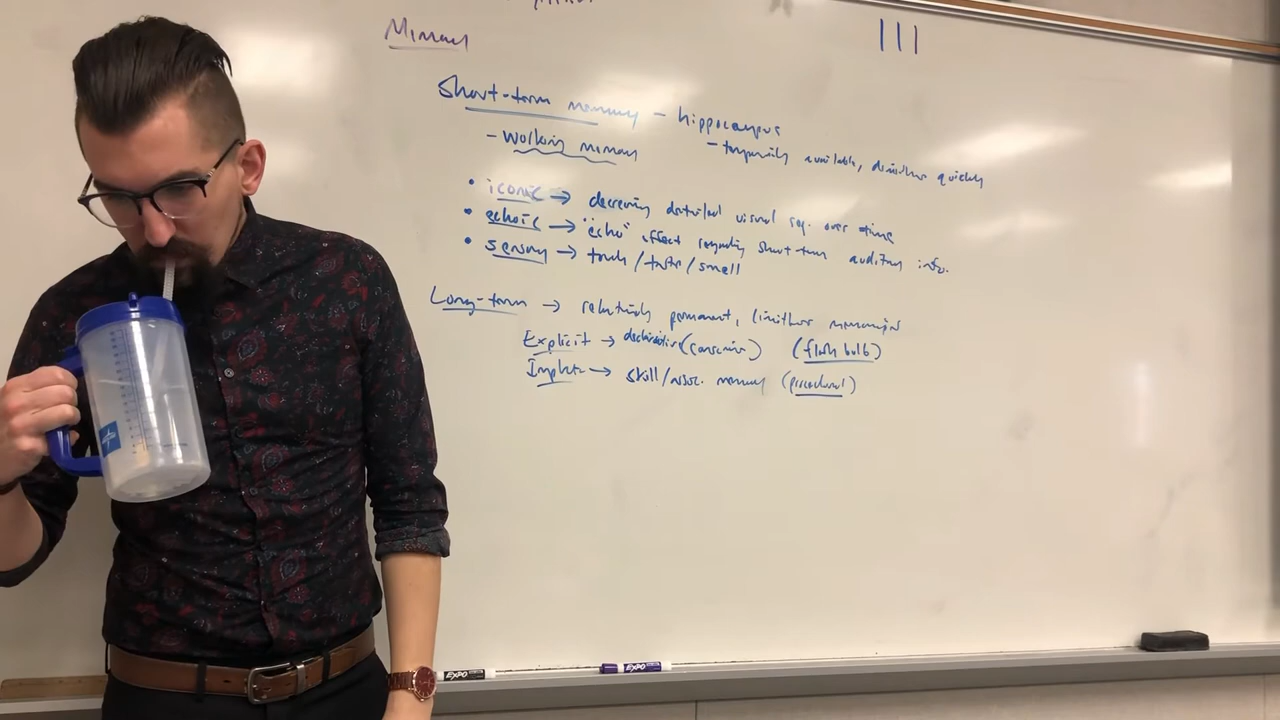 Memory
III
Short-term memory - hippocampus
- Working memory
- temporarily available, diminishes quickly
• iconic → decreasing detailed visual rep. over time
• echoic → "echo" effect regarding short-term auditory info.
• sensory → touch/taste/smell
Long-term → relatively permanent, limitless memories
Explicit → declarative (conscious) (flash bulb)
Implicit → skill/assoc. memory (procedural)
EXPO
EXPO